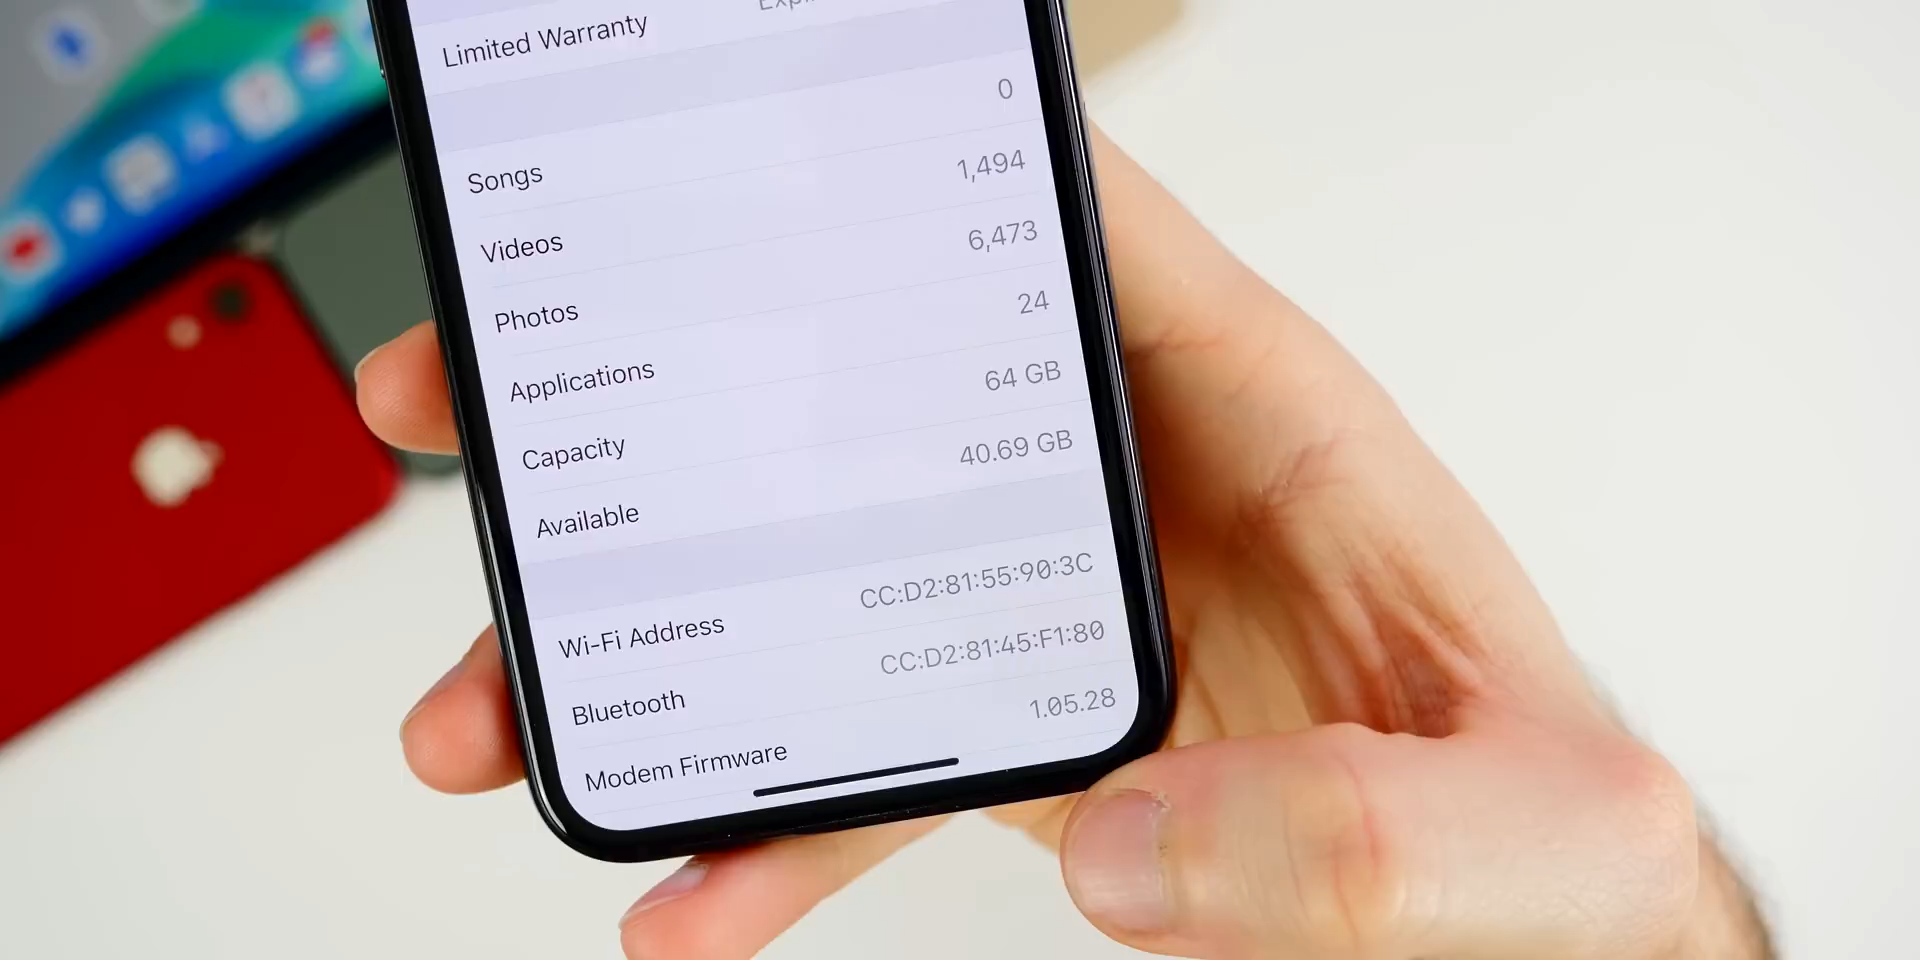 Limited Warranty
Songs 0
Videos 1,494
Photos 6,473
Applications 24
Capacity 64 GB
Available 40.69 GB
Wi-Fi Address CC:D2:81:55:90:3C
Bluetooth CC:D2:81:45:F1:80
Modem Firmware 1.05.28